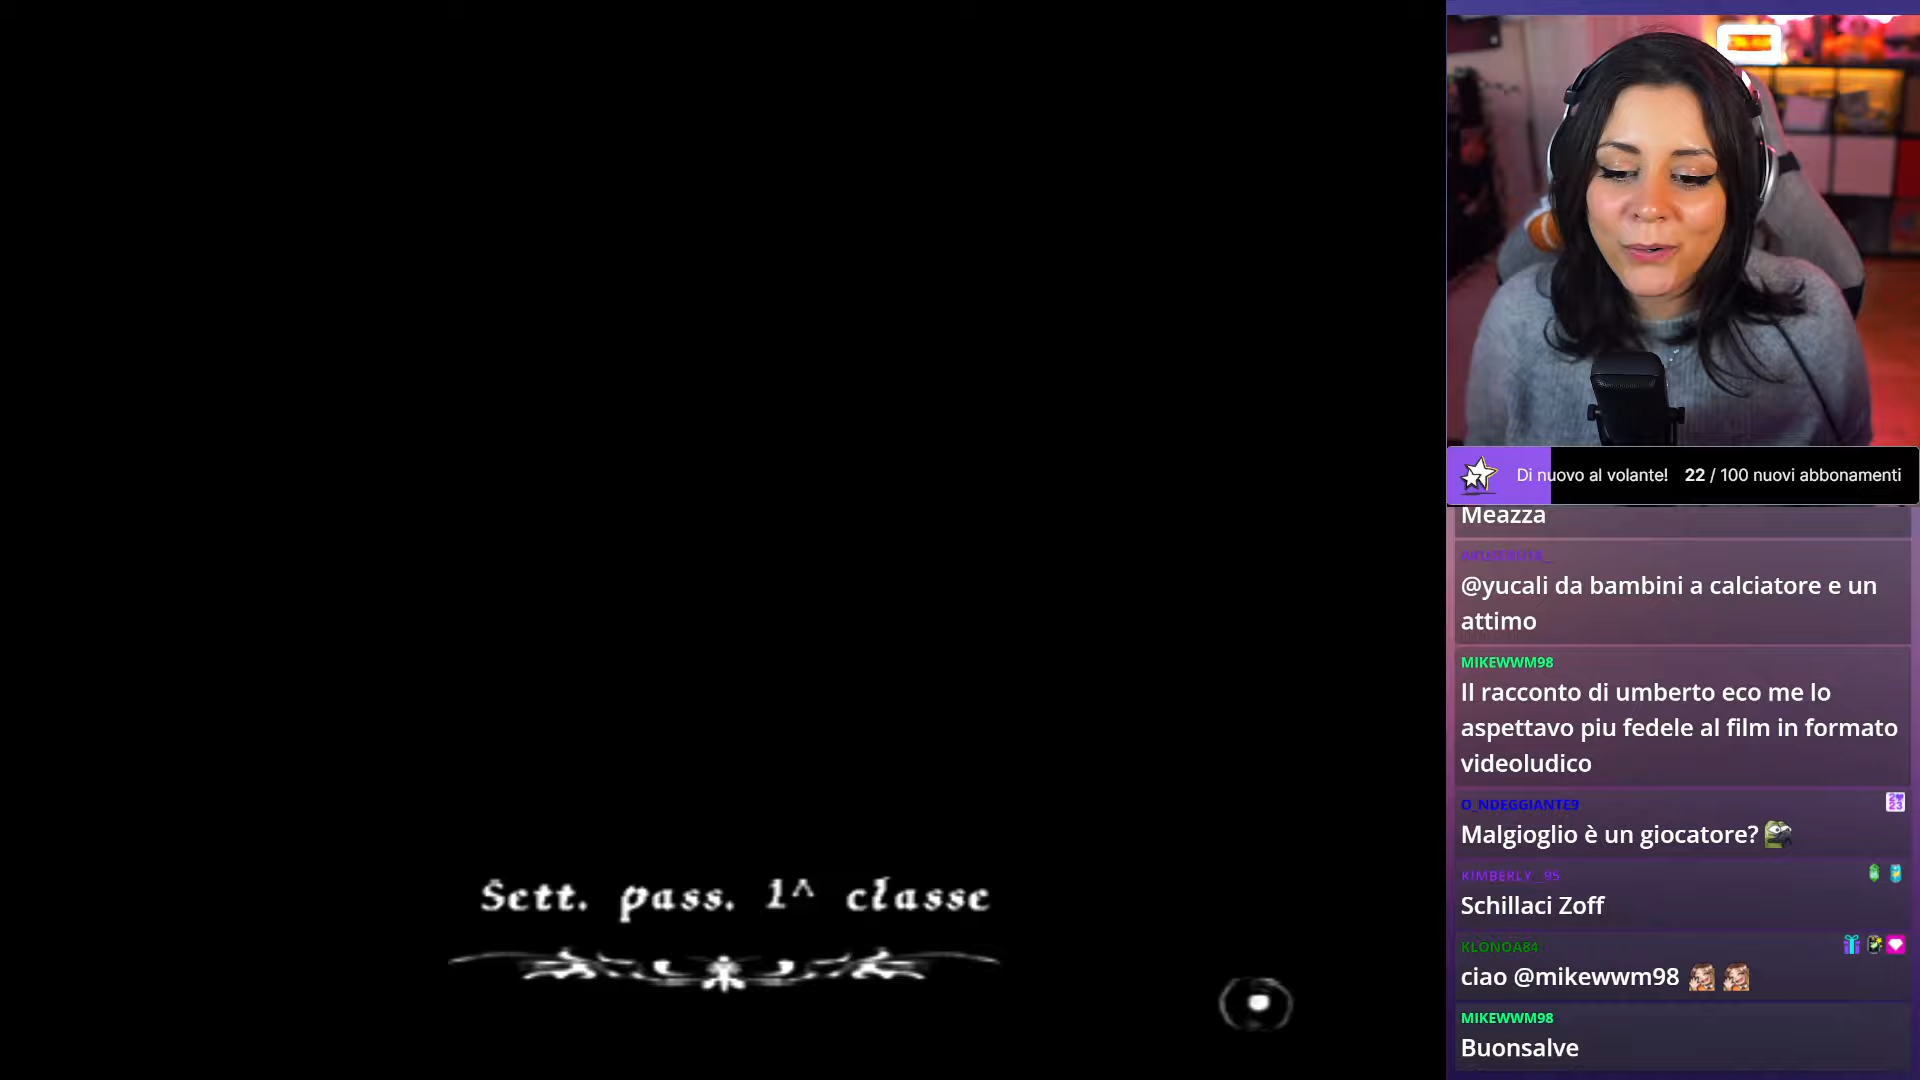 Sett. pass. 1^ classe
Di nuovo al volante! 22 / 100 nuovi abbonamenti
Meazza
@yucali da bambini a calciatore e un
attimo
MIKEWWM98
Il racconto di umberto eco me lo
aspettavo piu fedele al film in formato
videoludico
O_NDEGGIANTE9
Malgioglio è un giocatore?
KIMBERLY_95
Schillaci Zoff
KLONOA84
ciao @mikewwm98
MIKEWWM98
Buonsalve